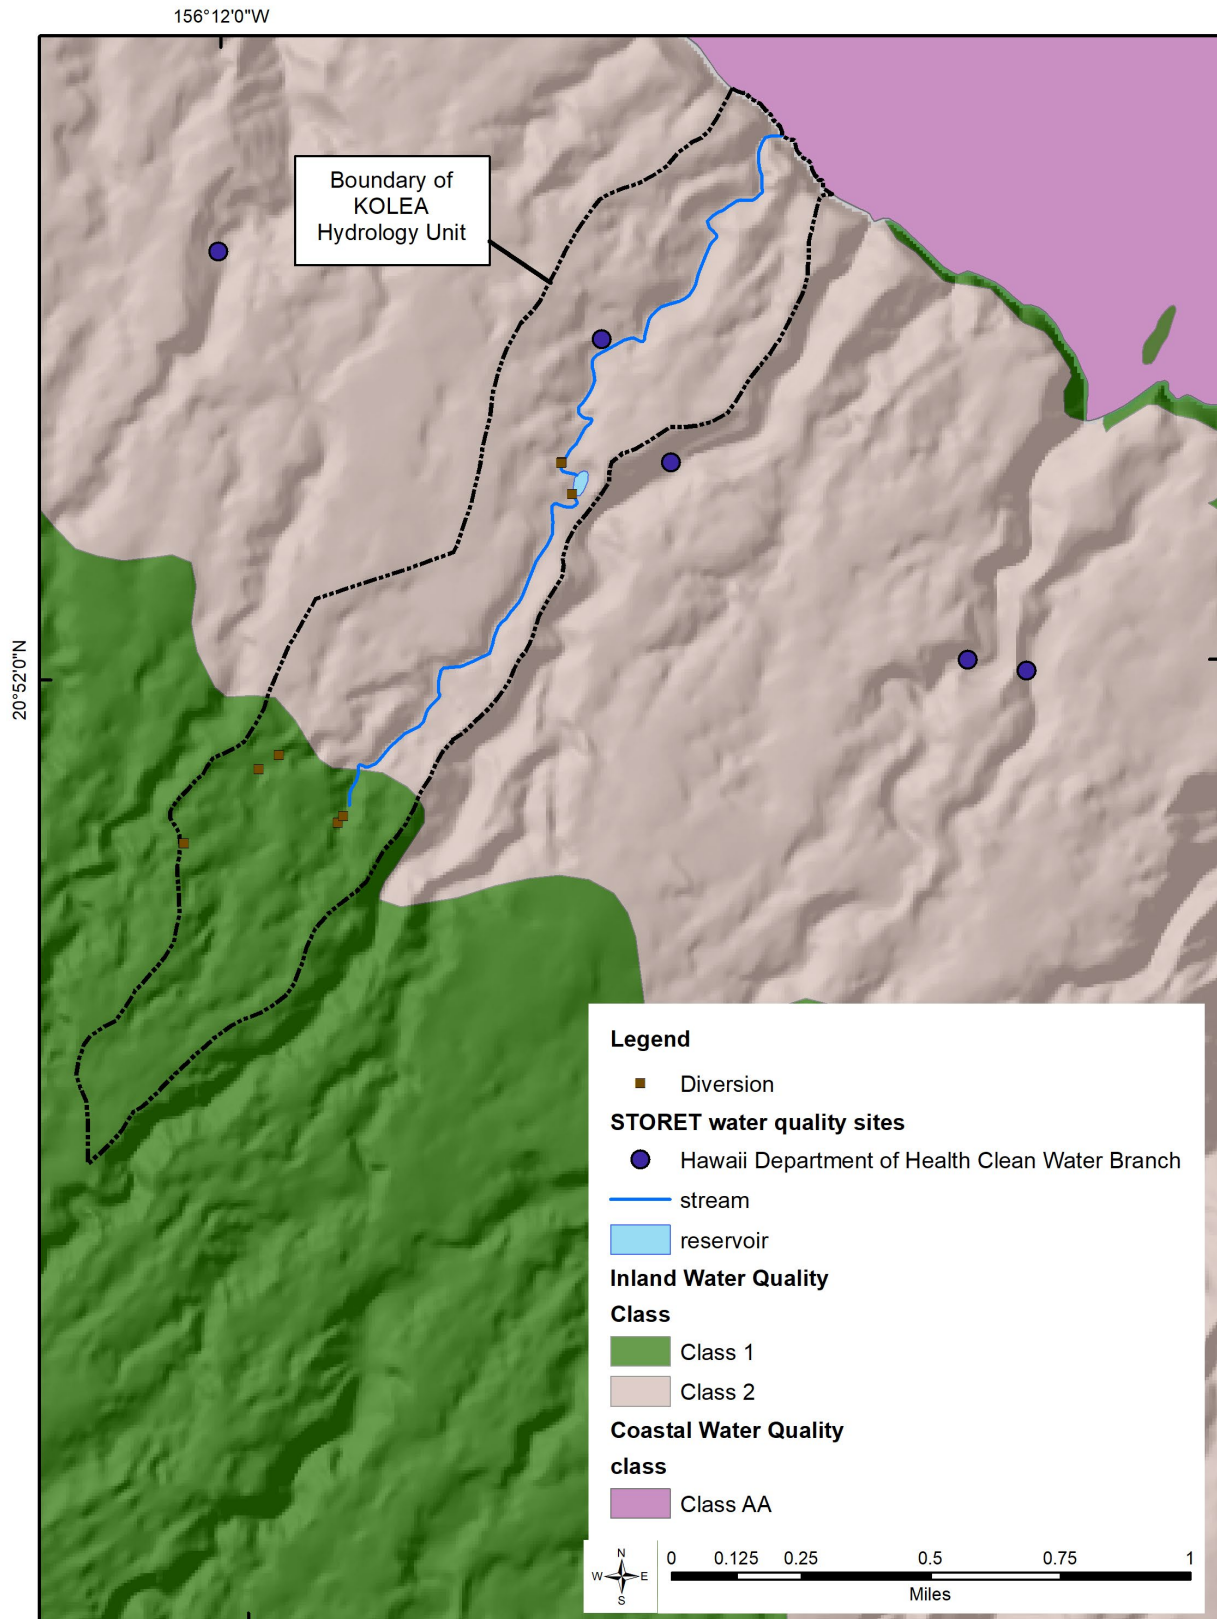 156°12'0"W
Boundary of
KOLEA
Hydrology Unit
20°52'0"N
Legend
Diversion
STORET water quality sites
Hawaii Department of Health Clean Water Branch
stream
reservoir
Inland Water Quality
Class
Class 1
Class 2
Coastal Water Quality
class
Class AA
N
W E
S
0 0.125 0.25 0.5 0.75 1
Miles